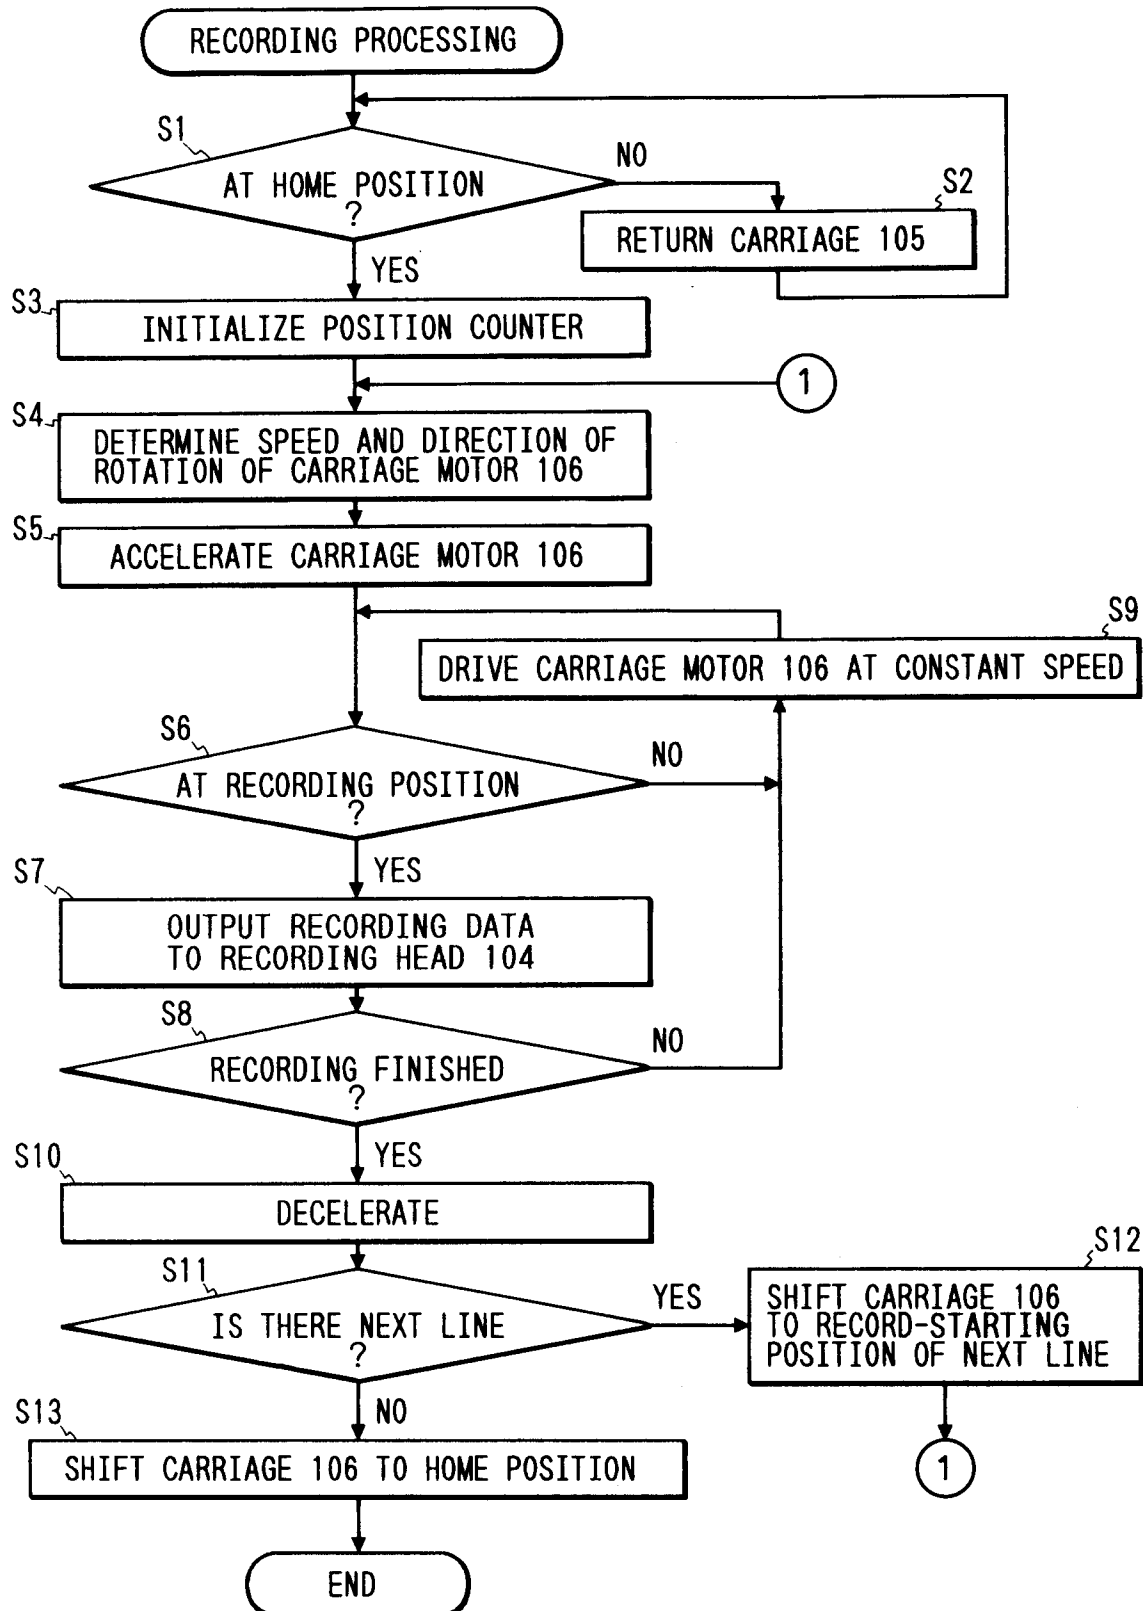 RECORDING PROCESSING
S1
AT HOME POSITION
?
NO
S2
RETURN CARRIAGE 105
YES
S3
INITIALIZE POSITION COUNTER
1
S4
DETERMINE SPEED AND DIRECTION OF
ROTATION OF CARRIAGE MOTOR 106
S5
ACCELERATE CARRIAGE MOTOR 106
S9
DRIVE CARRIAGE MOTOR 106 AT CONSTANT SPEED
S6
AT RECORDING POSITION
?
NO
YES
S7
OUTPUT RECORDING DATA
TO RECORDING HEAD 104
S8
RECORDING FINISHED
?
NO
YES
S10
DECELERATE
S11
IS THERE NEXT LINE
?
YES
S12
SHIFT CARRIAGE 106
TO RECORD-STARTING
POSITION OF NEXT LINE
1
NO
S13
SHIFT CARRIAGE 106 TO HOME POSITION
END